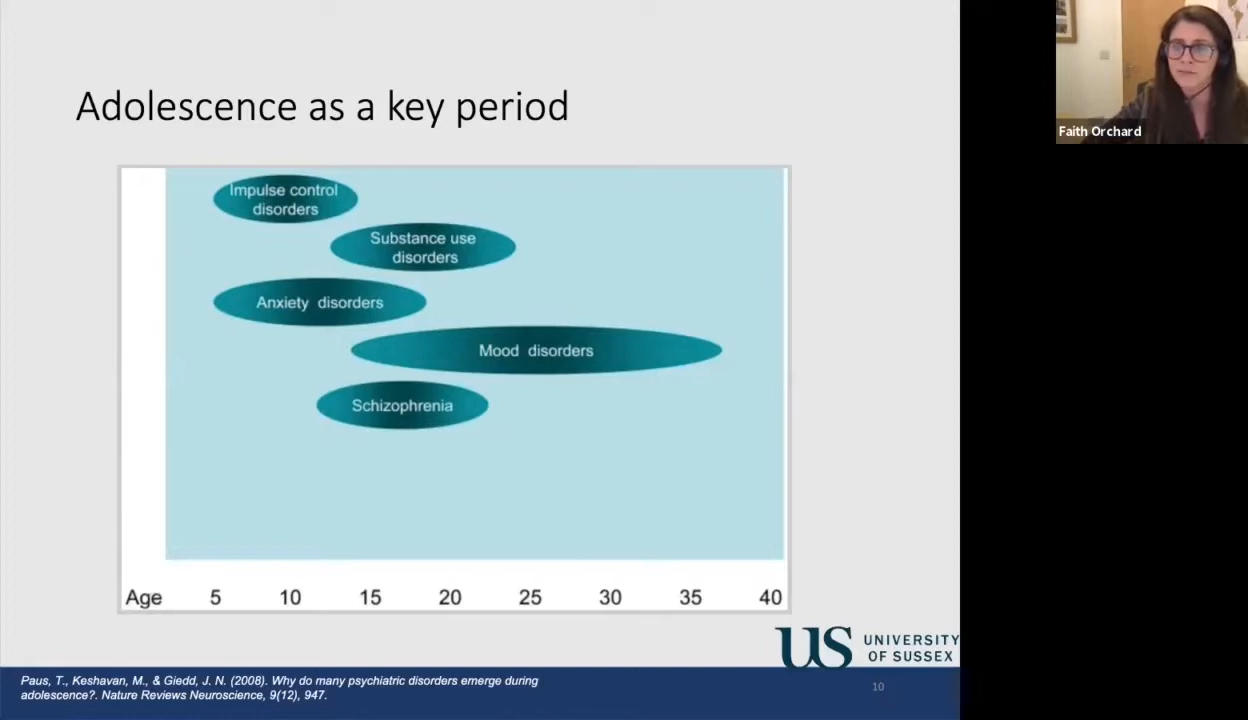 Adolescence as a key period
Faith Orchard
Impulse control
disorders
Substance use
disorders
Anxiety disorders
Mood disorders
Schizophrenia
Age 5 10 15 20 25 30 35 40
US UNIVERSITY
OF SUSSEX
Paus, T., Keshavan, M., & Giedd, J. N. (2008). Why do many psychiatric disorders emerge during
adolescence?. Nature Reviews Neuroscience, 9(12), 947.
10